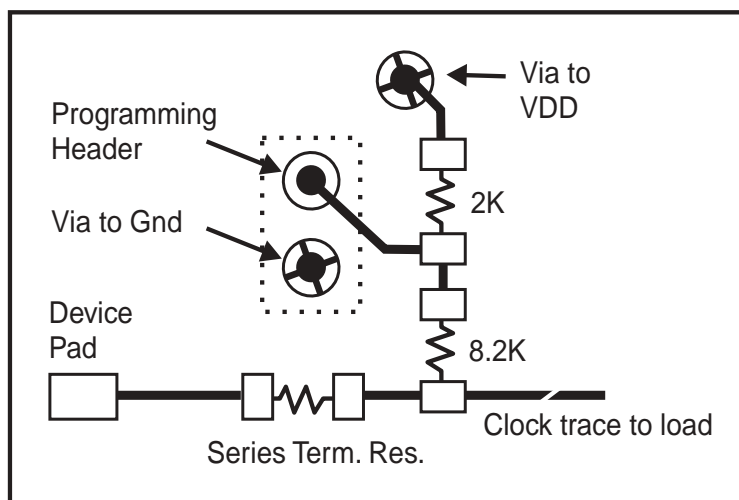 Via to
VDD
Programming
Header
2K
Via to Gnd
Device
Pad
8.2K
Clock trace to load
Series Term. Res.